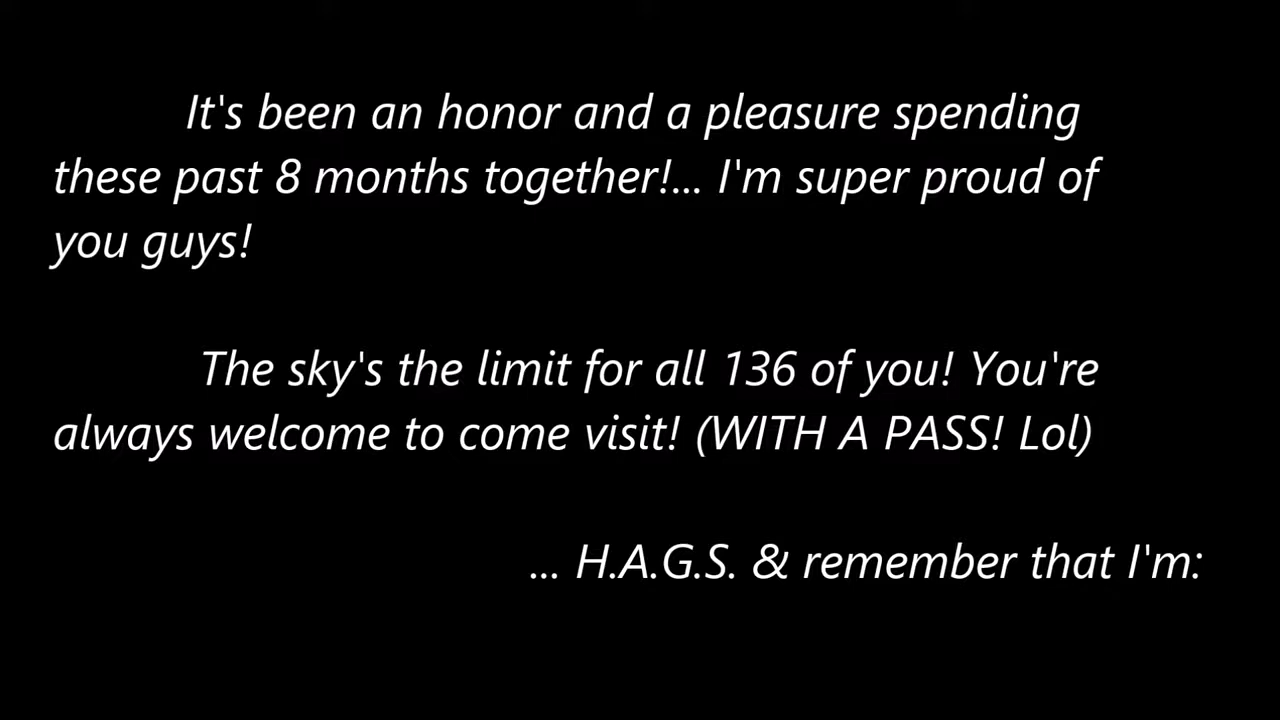 It's been an honor and a pleasure spending
these past 8 months together!... I'm super proud of
you guys!
The sky's the limit for all 136 of you! You're
always welcome to come visit! (WITH A PASS! Lol)
... H.A.G.S. & remember that I'm: